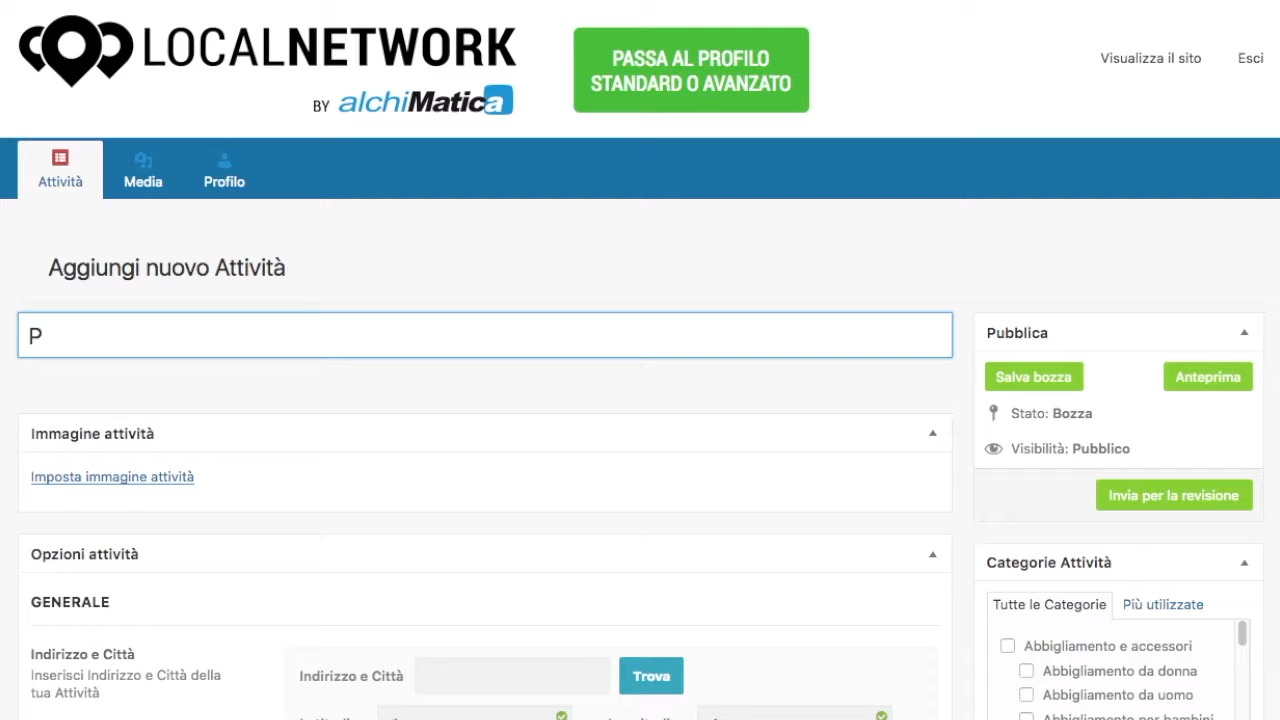 LOCALNETWORK
BY alchiMatica
PASSA AL PROFILO
STANDARD O AVANZATO
Visualizza il sito
Esci
Attività
Media
Profilo
Aggiungi nuovo Attività
P
Immagine attività
Imposta immagine attività
Opzioni attività
GENERALE
Indirizzo e Città
Inserisci Indirizzo e Città della
tua Attività
Indirizzo e Città
Trova
Pubblica
Salva bozza
Anteprima
Stato: Bozza
Visibilità: Pubblico
Invia per la revisione
Categorie Attività
Tutte le Categorie
Più utilizzate
Abbigliamento e accessori
Abbigliamento da donna
Abbigliamento da uomo
Abbigliamento per bambini